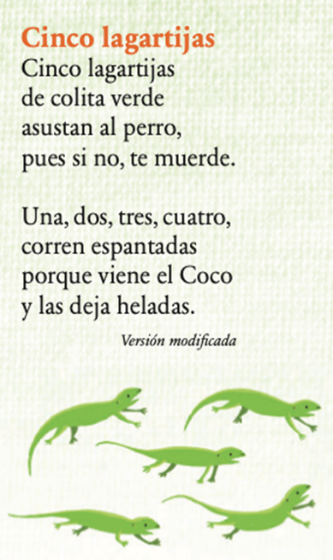 Cinco lagartijas
Cinco lagartijas
de colita verde
asustan al perro,
pues si no, te muerde.
Una, dos, tres, cuatro,
corren espantadas
porque viene el Coco
y las deja heladas.
Versión modificada